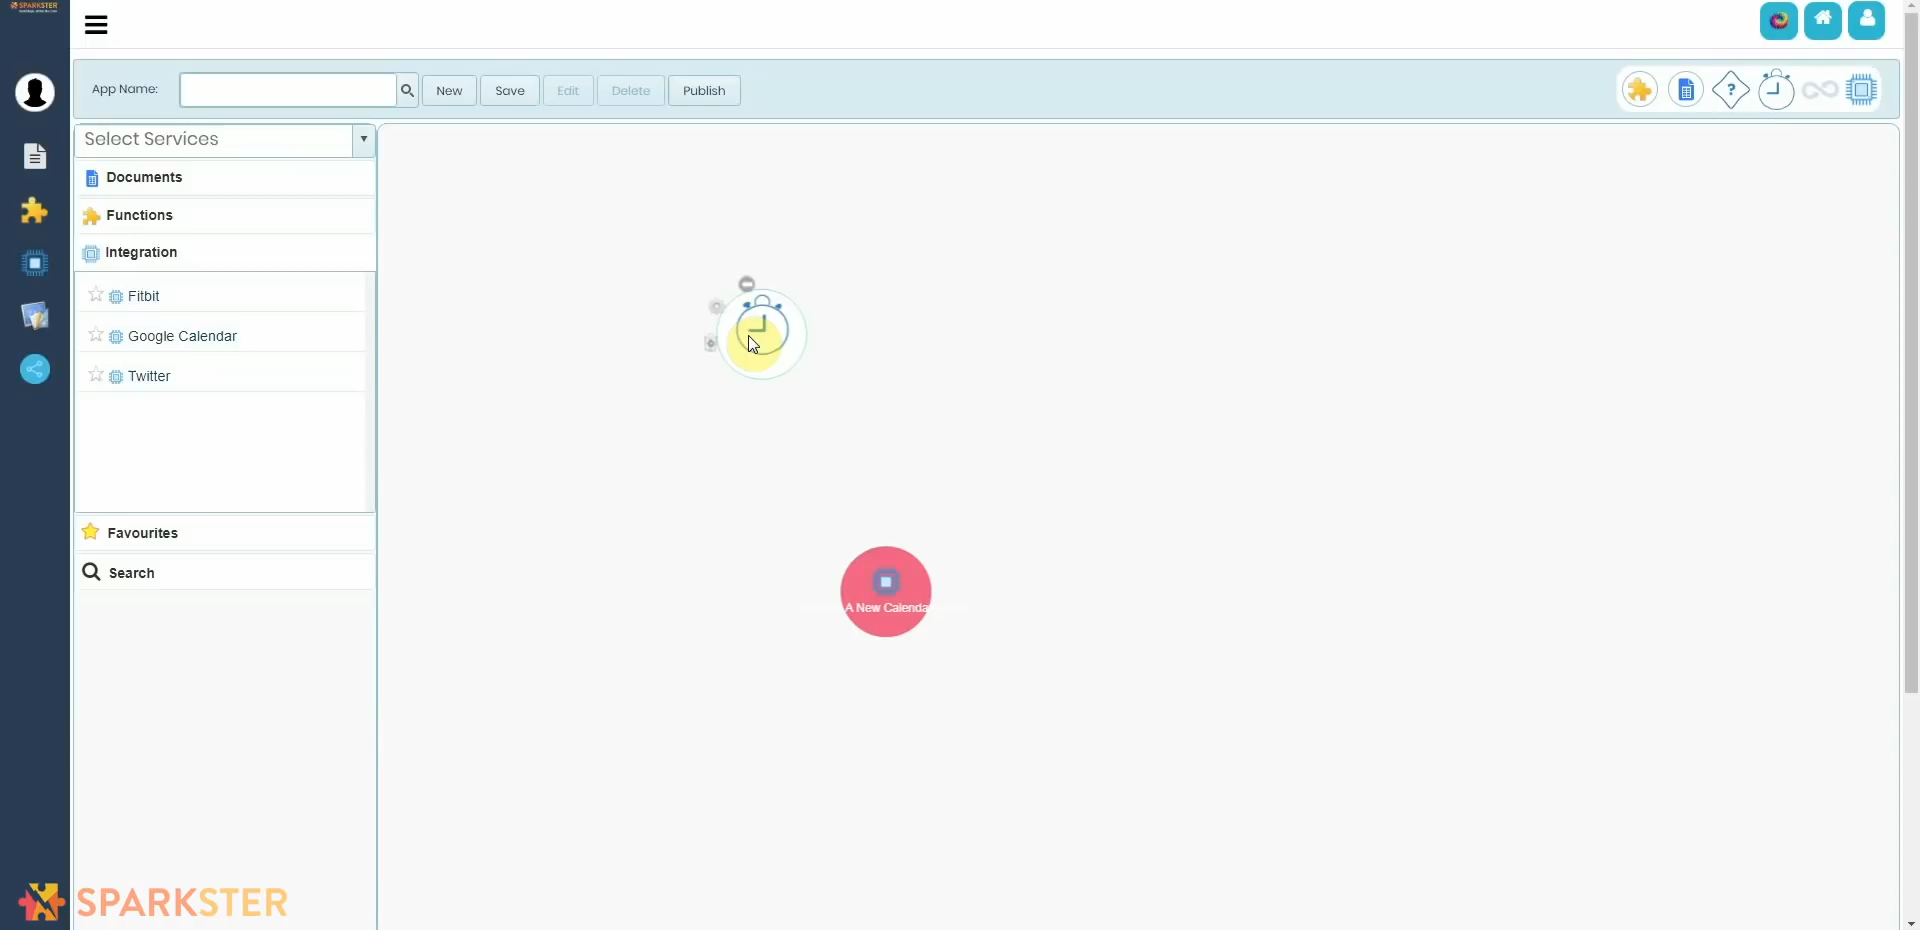 SPARKSTER
App Name:
New
Save
Edit
Delete
Publish
?
Select Services
Documents
Functions
Integration
Fitbit
Google Calendar
Twitter
Favourites
Search
A New Calenda
SPARKSTER